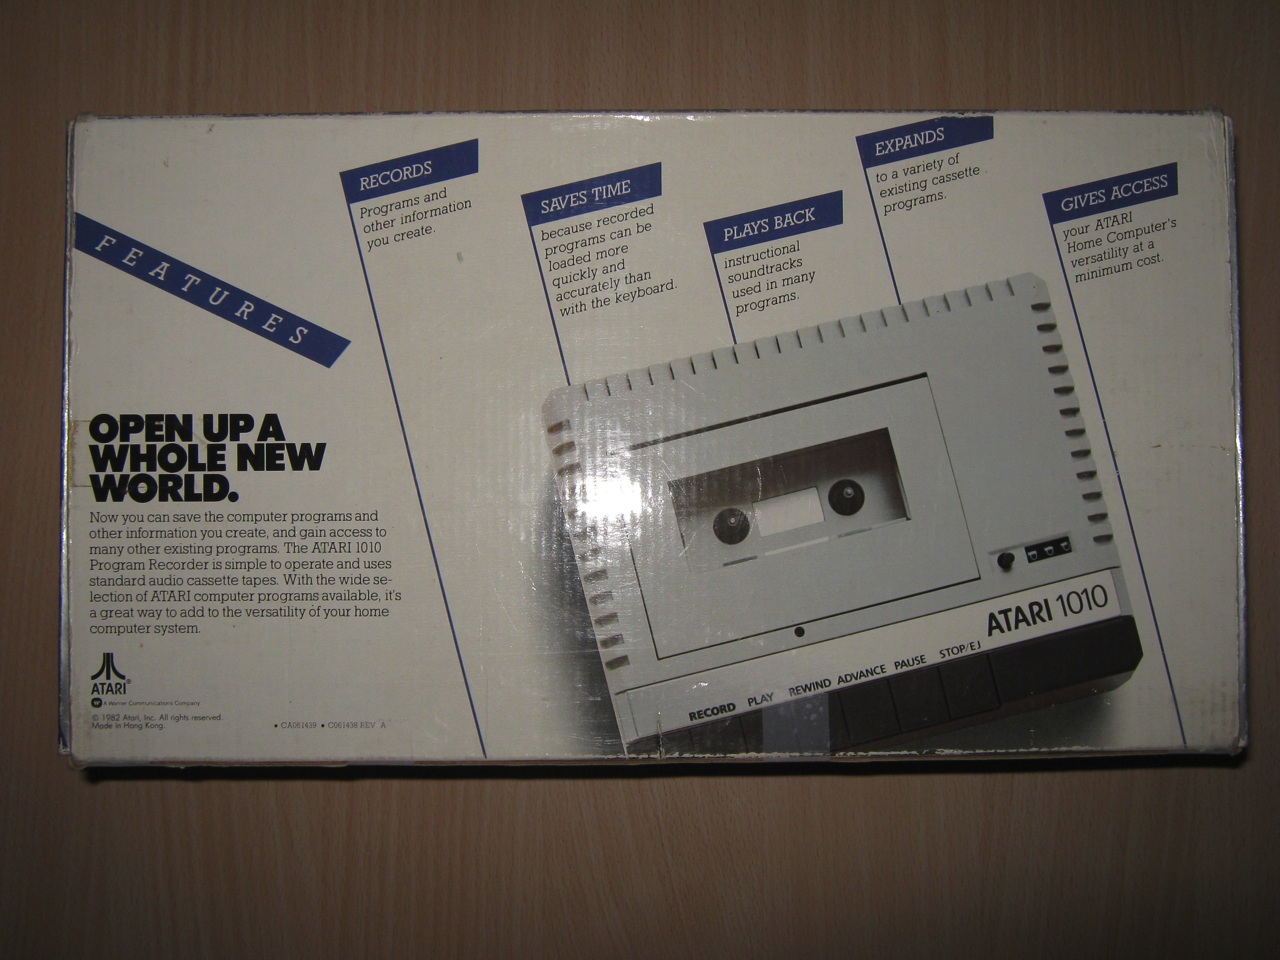 FEATURES
RECORDS
Programs and
other information
you create.
SAVES TIME
because recorded
programs can be
loaded more
quickly and
accurately than
with the keyboard.
PLAYS BACK
instructional
soundtracks
used in many
programs.
EXPANDS
to a variety of
existing cassette
programs.
GIVES ACCESS
your ATARI
Home Computer's
versatility at a
minimum cost.
OPEN UP A
WHOLE NEW
WORLD.
Now you can save the computer programs and
other information you create, and gain access to
many other existing programs. The ATARI 1010
Program Recorder is simple to operate and uses
standard audio cassette tapes. With the wide se-
lection of ATARI computer programs available, it's
a great way to add to the versatility of your home
computer system.
ATARI®
A Warner Communications Company
© 1982 Atari, Inc. All rights reserved.
Made in Hong Kong.
• CA061439 • C061438 REV A
ATARI 1010
RECORD PLAY REWIND ADVANCE PAUSE STOP/EJ